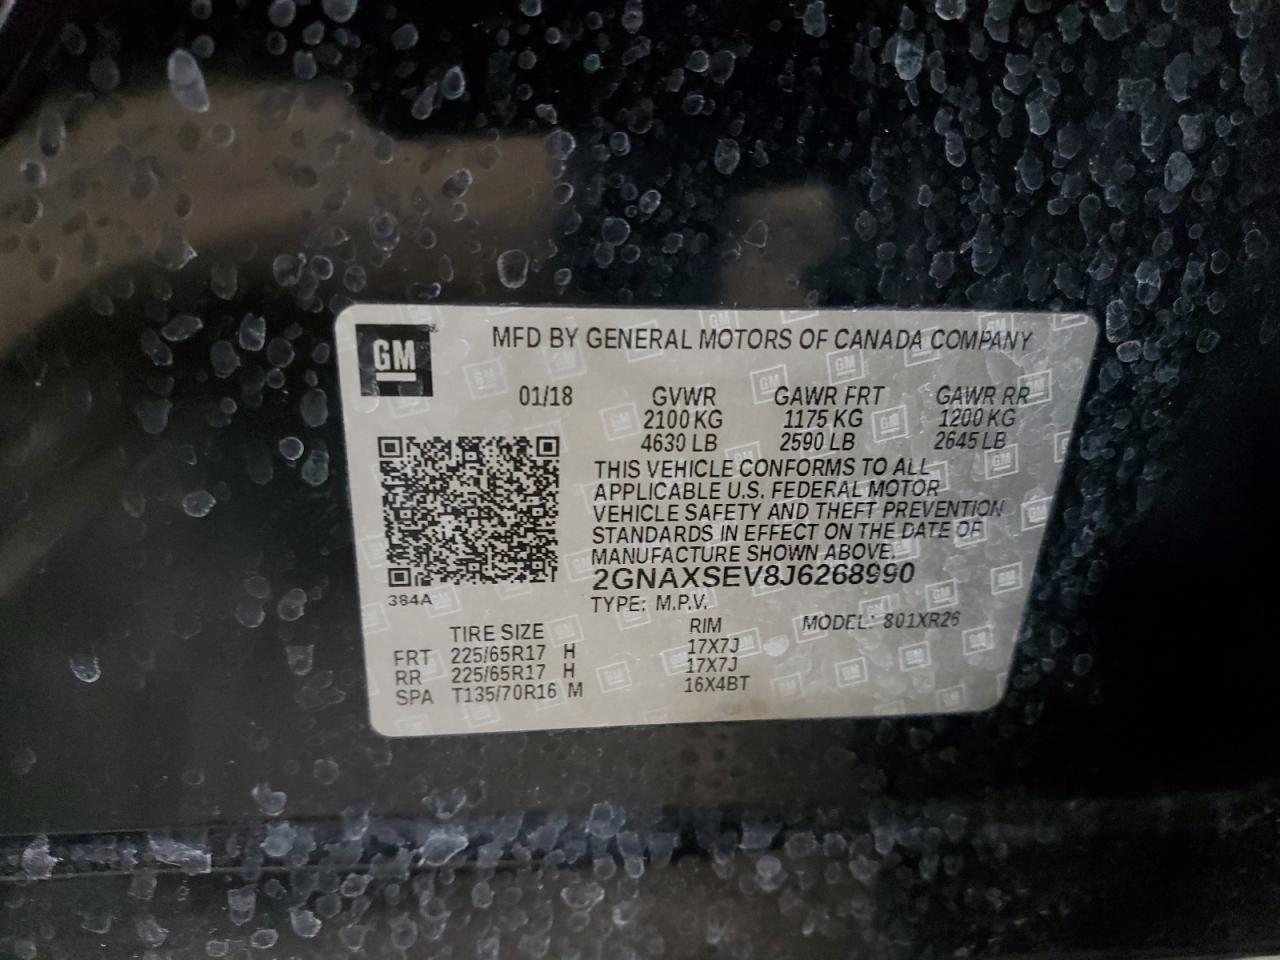 GM
MFD BY GENERAL MOTORS OF CANADA COMPANY
01/18 GVWR GAWR FRT GAWR RR
2100 KG 1175 KG 1200 KG
4630 LB 2590 LB 2645 LB
THIS VEHICLE CONFORMS TO ALL
APPLICABLE U.S. FEDERAL MOTOR
VEHICLE SAFETY AND THEFT PREVENTION
STANDARDS IN EFFECT ON THE DATE OF
MANUFACTURE SHOWN ABOVE.
2GNAXSEV8J6268990
384A
TYPE: M.P.V. MODEL: 801XR26
TIRE SIZE RIM
FRT 225/65R17 H 17X7J
RR 225/65R17 H 17X7J
SPA T135/70R16 M 16X4BT